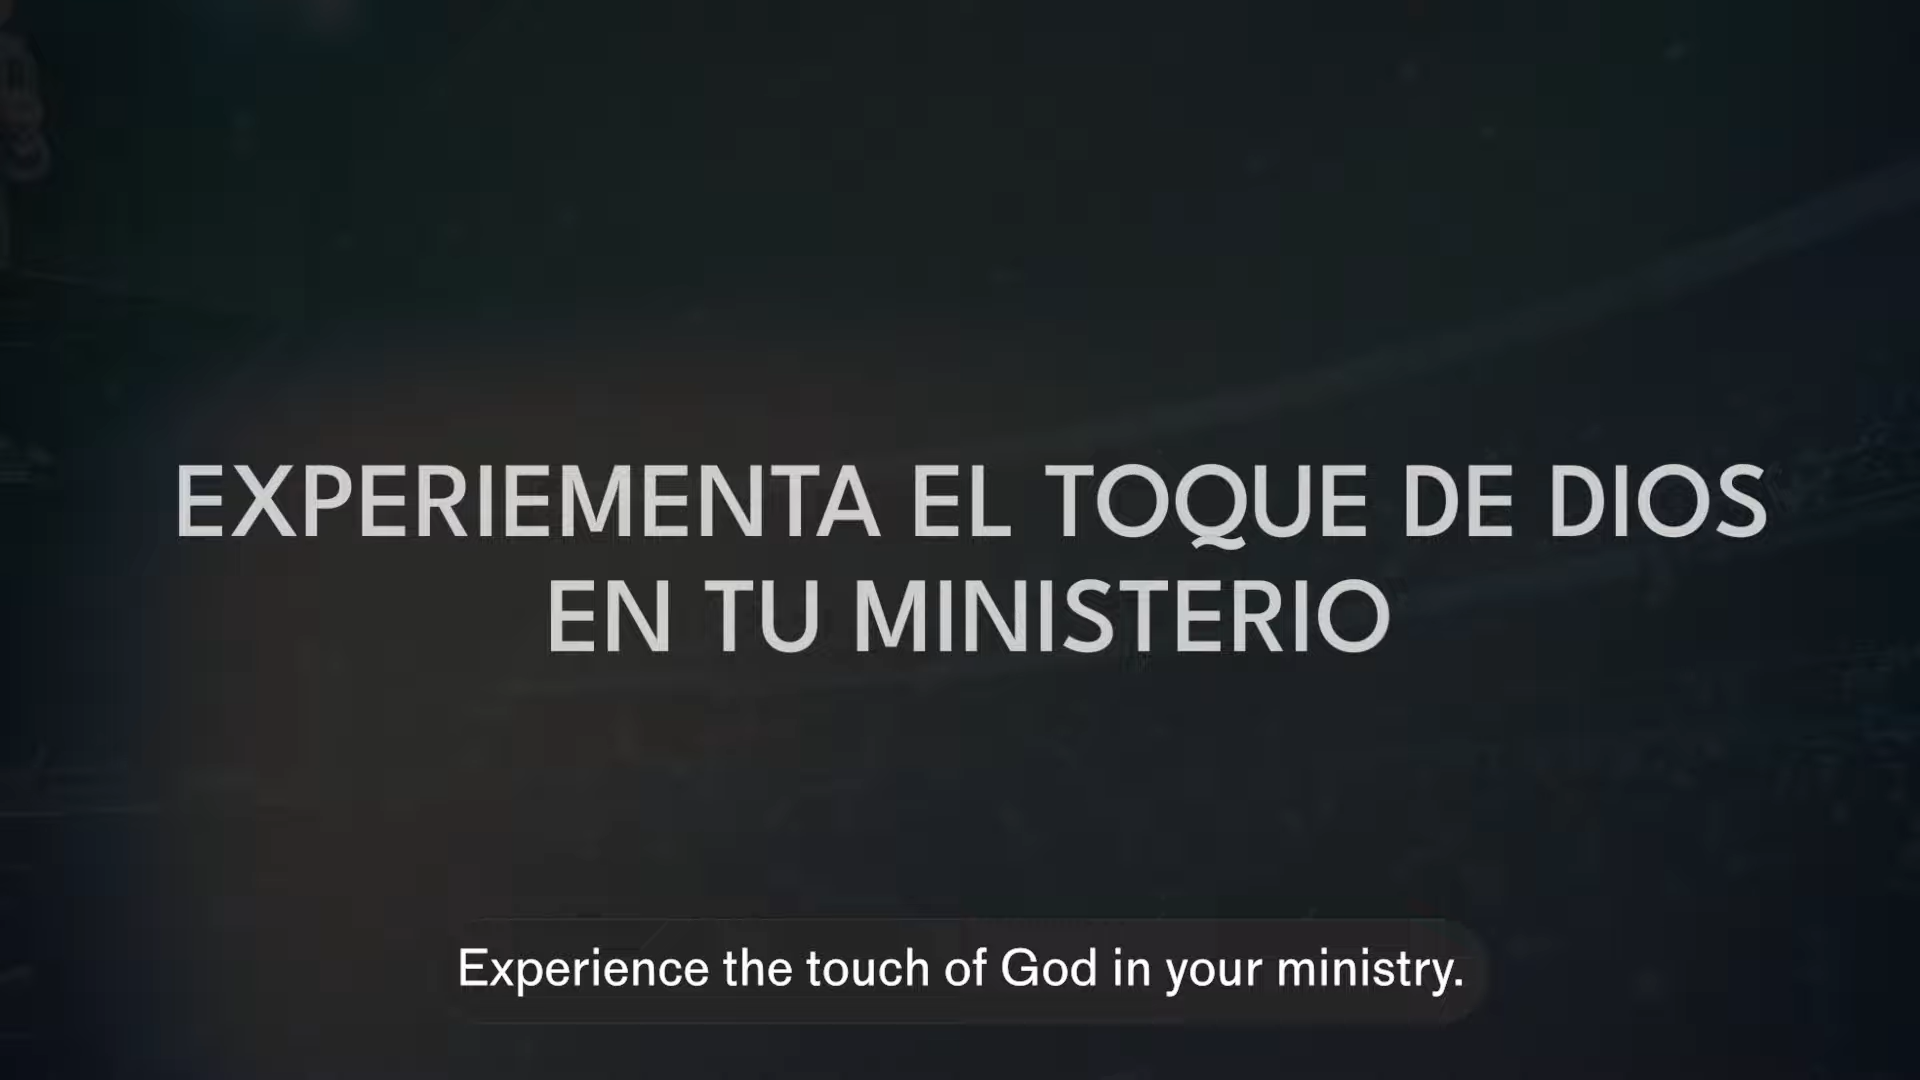 EXPERIEMENTA EL TOQUE DE DIOS
EN TU MINISTERIO
Experience the touch of God in your ministry.